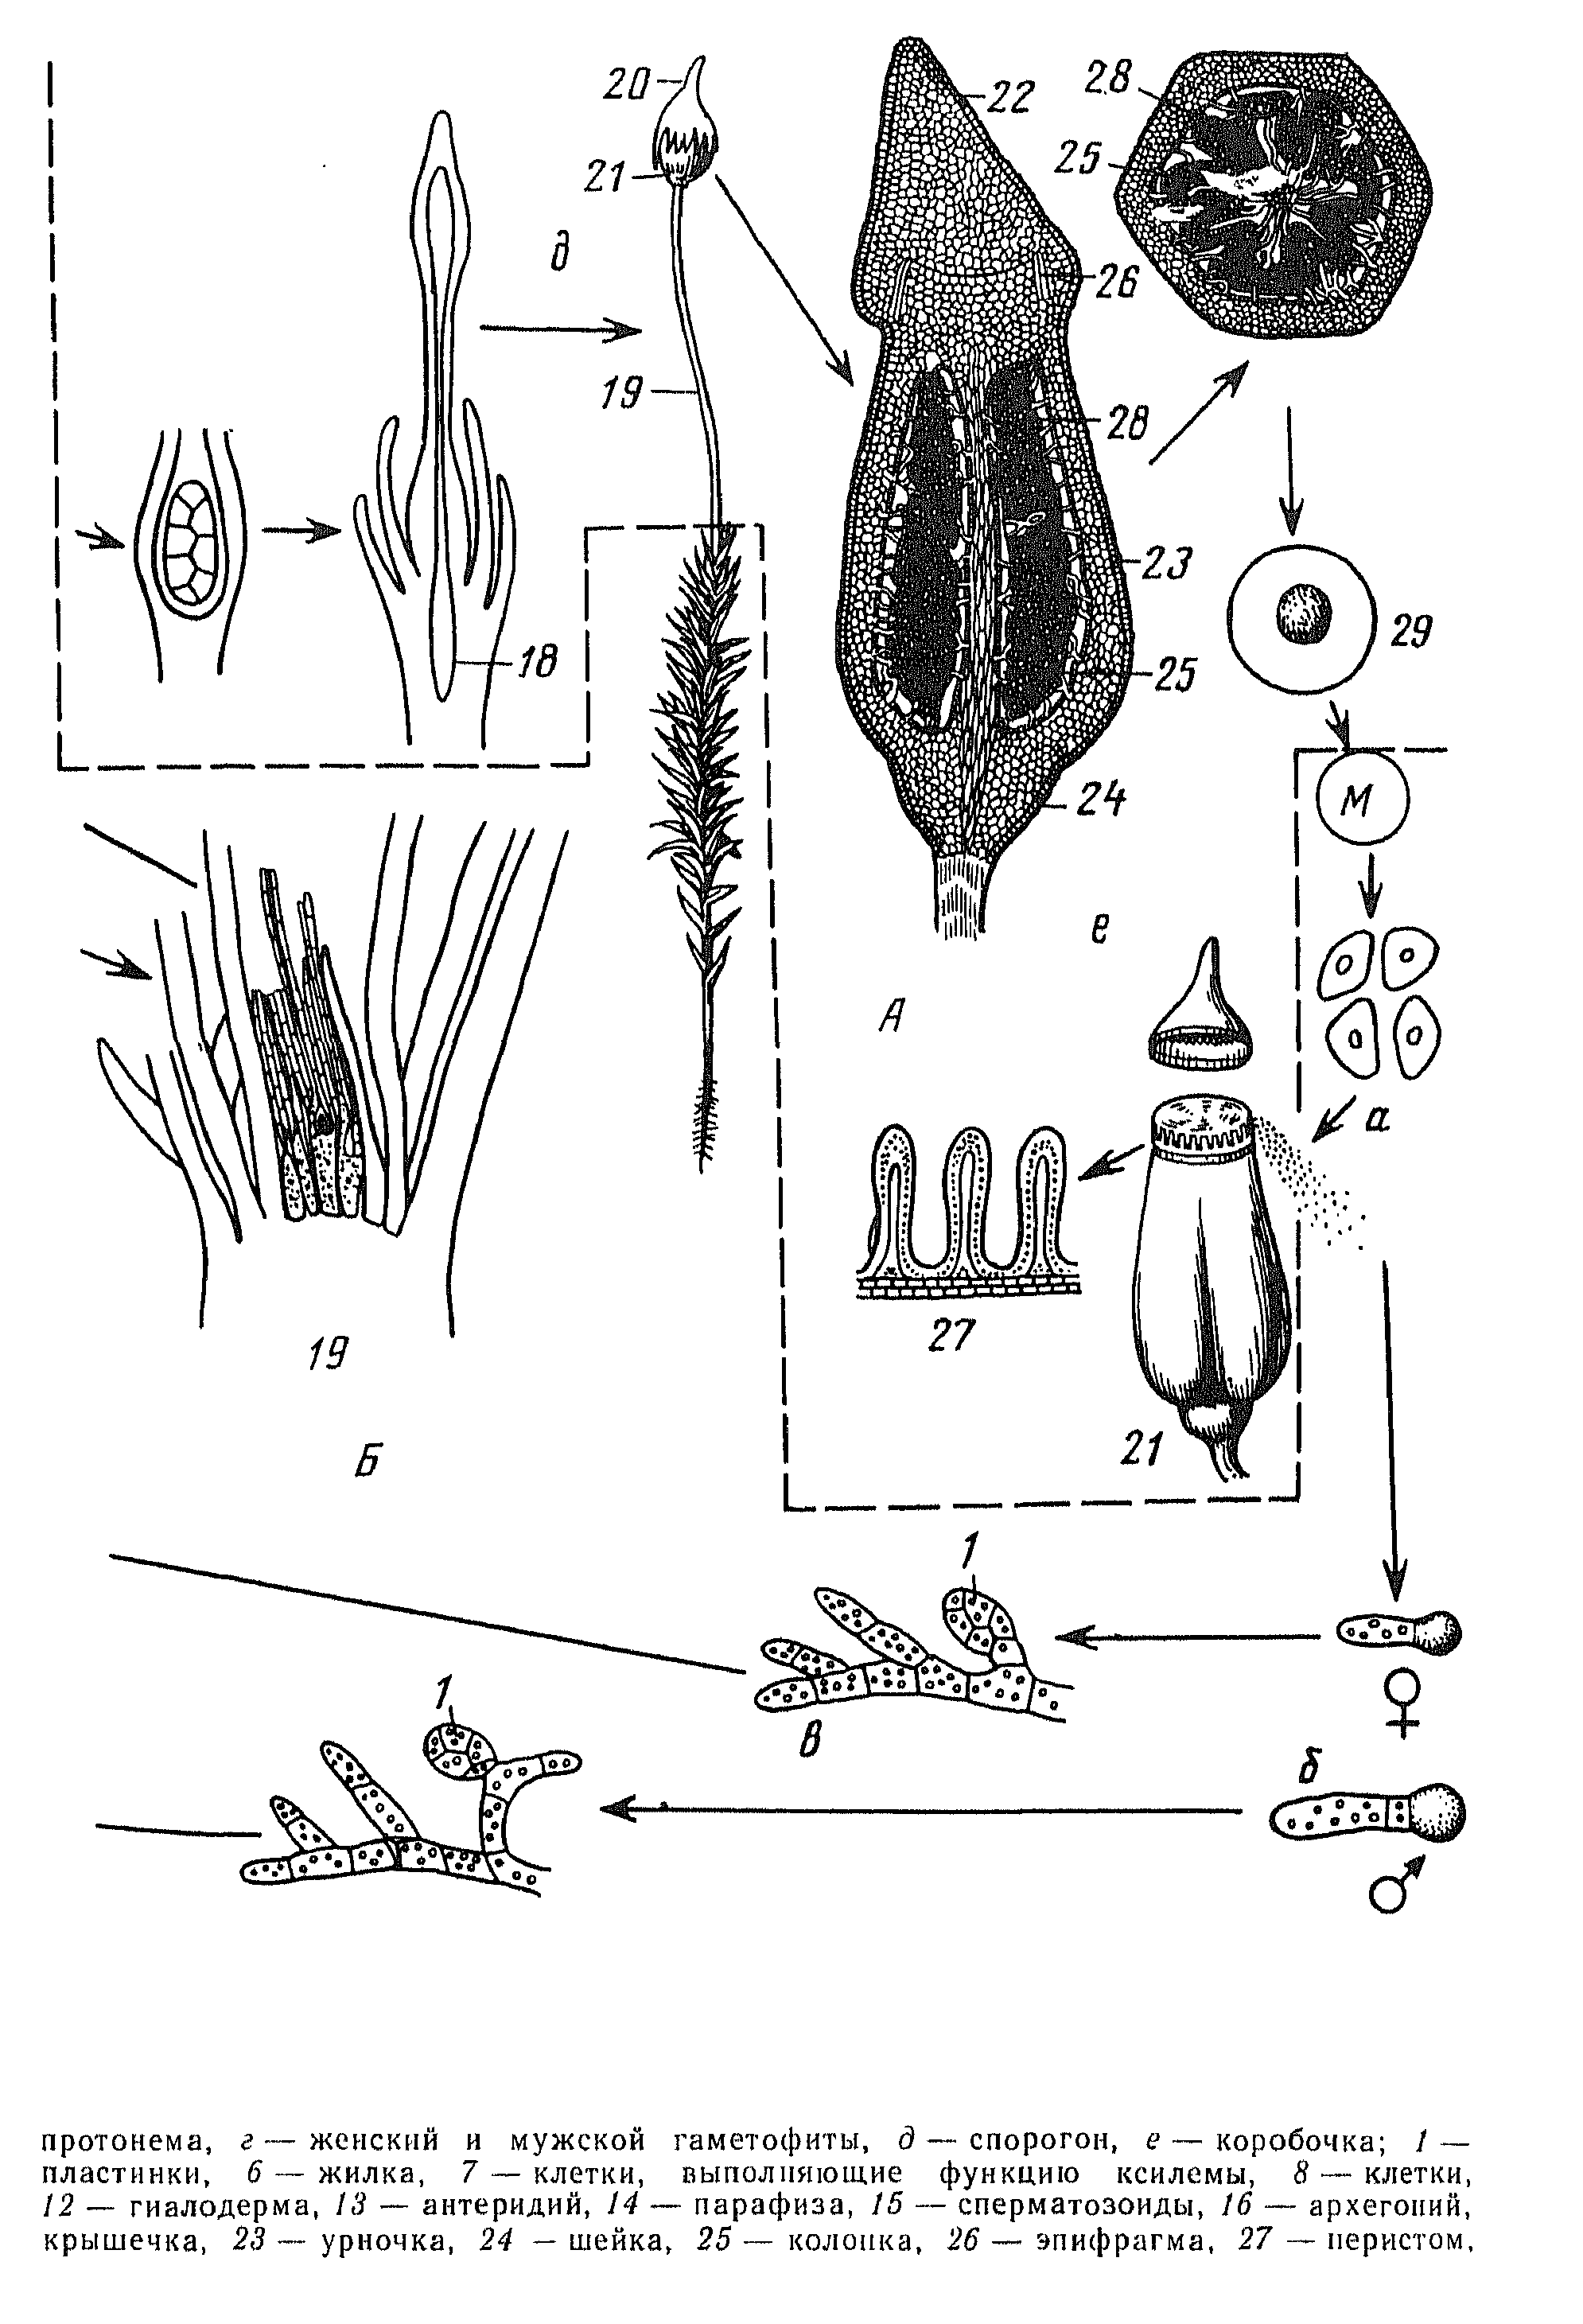 20
22
28
21
25
д
26
19
28
23
29
18
25
М
24
е
А
а
27
19
21
Б
1
1
в
♀
б
♂
протонема, г — женский и мужской гаметофиты, д — спорогон, е — коробочка; 1 —
пластинки, 6 — жилка, 7 — клетки, выполняющие функцию ксилемы, 8 — клетки,
12 — гиалодерма, 13 — антеридий, 14 — парафиза, 15 — сперматозоиды, 16 — архегоний,
крышечка, 23 — урночка, 24 — шейка, 25 — колонка, 26 — эпифрагма, 27 — перистом,